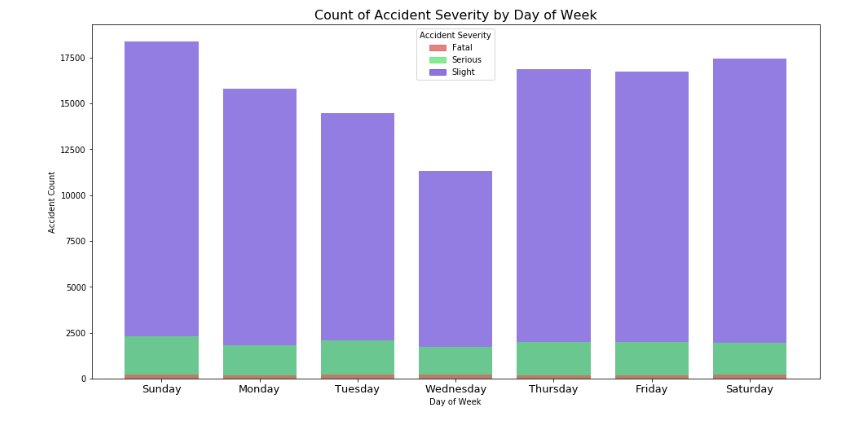 Count of Accident Severity by Day of Week
Accident Severity
Fatal
Serious
Slight
17500
15000
12500
10000
7500
5000
2500
0
Accident Count
Sunday Monday Tuesday Wednesday Thursday Friday Saturday
Day of Week